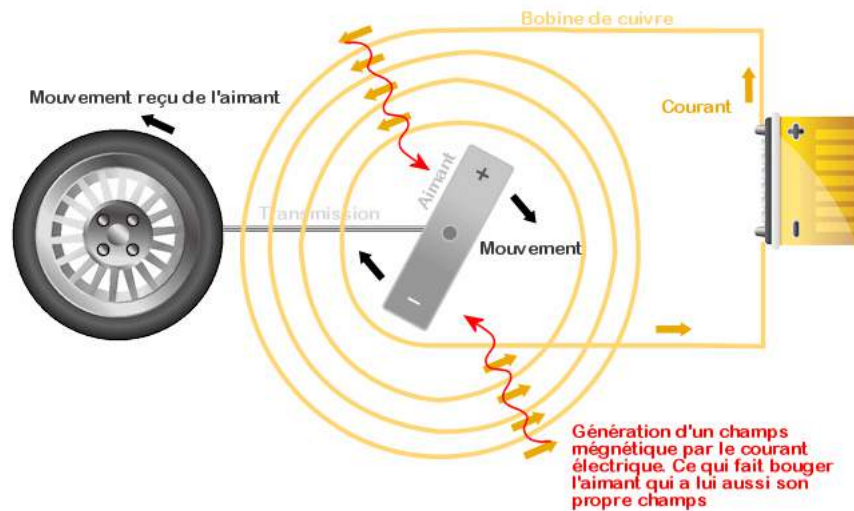 Bobine de cuivre
Mouvement reçu de l'aimant
Courant
Aimant
+
+
Transmission
Mouvement
-
-
Génération d'un champs
mégnétique par le courant
électrique. Ce qui fait bouger
l'aimant qui a lui aussi son
propre champs